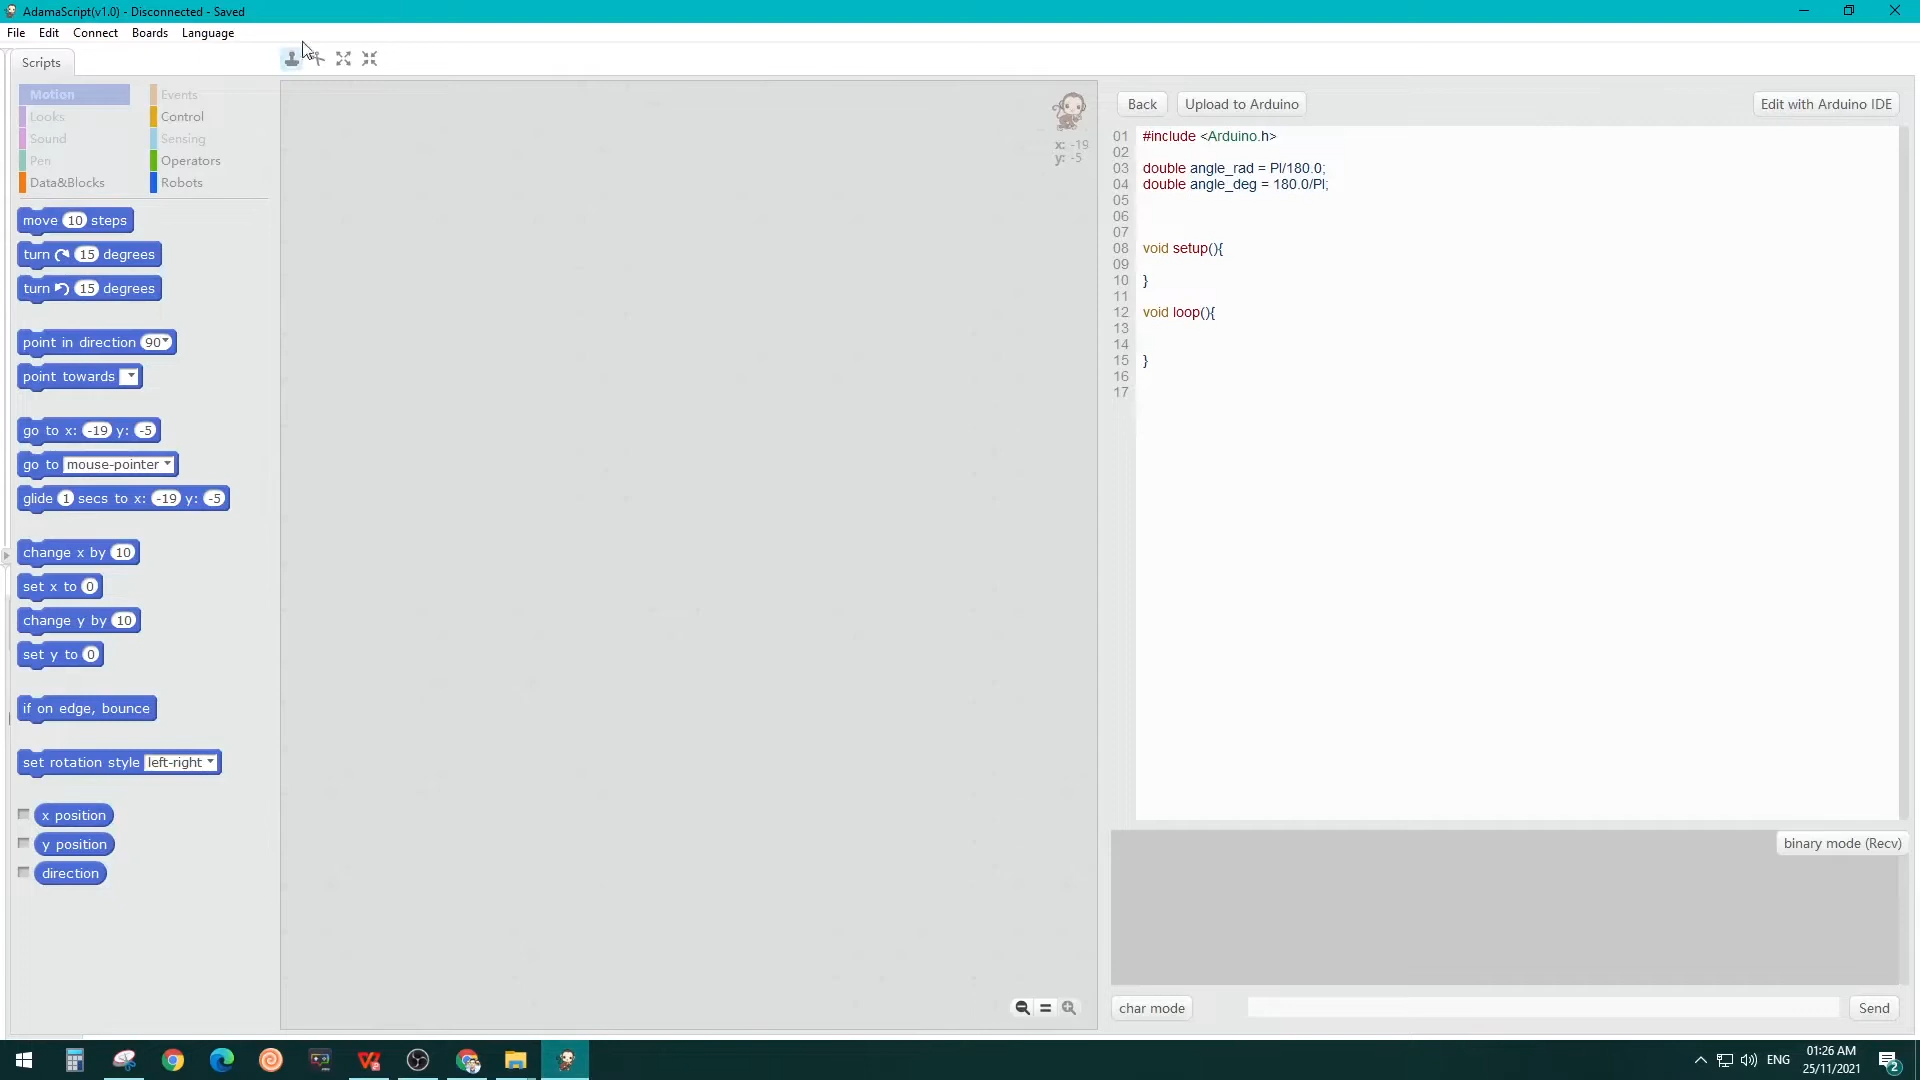 AdamaScript(v1.0) - Disconnected - Saved
File Edit Connect Boards Language
Scripts
Motion
Looks
Sound
Pen
Data&Blocks
Events
Control
Sensing
Operators
Robots
move 10 steps
turn 15 degrees
turn 15 degrees
point in direction 90
point towards
go to x: -19 y: -5
go to mouse-pointer
glide 1 secs to x: -19 y: -5
change x by 10
set x to 0
change y by 10
set y to 0
if on edge, bounce
set rotation style left-right
x position
y position
direction
x: -19
y: -5
Back Upload to Arduino Edit with Arduino IDE
01 #include <Arduino.h>
02
03 double angle_rad = PI/180.0;
04 double angle_deg = 180.0/PI;
05
06
07
08 void setup(){
09
10 }
11
12 void loop(){
13
14
15 }
16
17
binary mode (Recv)
char mode Send
ENG
01:26 AM
25/11/2021
2